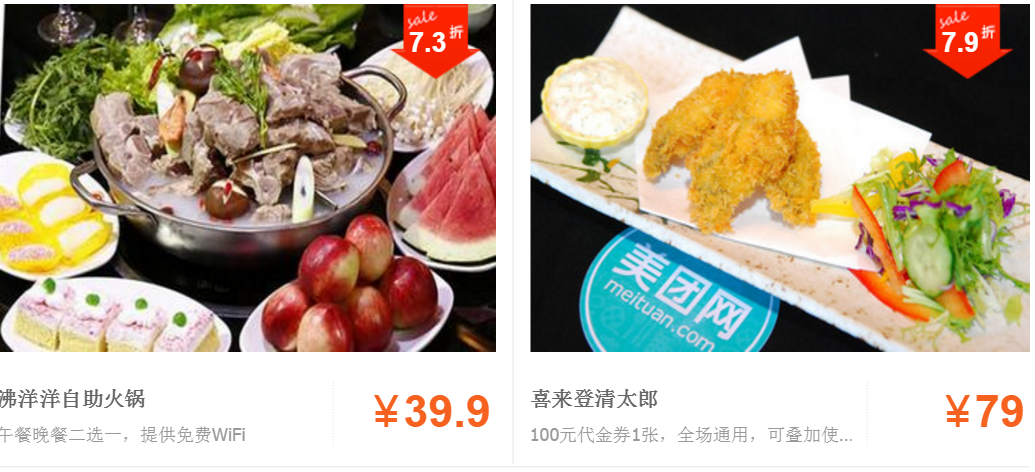 sale
7.3折
sale
7.9折
美团网
meituan.com
沸洋洋自助火锅
¥39.9
午餐晚餐二选一，提供免费WiFi
喜来登清太郎
¥79
100元代金券1张，全场通用，可叠加使...